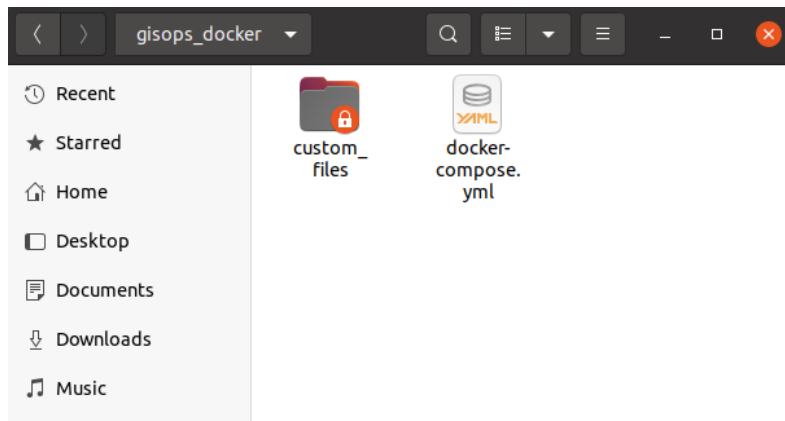 gisops_docker
Recent
Starred
Home
Desktop
Documents
Downloads
Music
custom_
files
YAML
docker-
compose.
yml